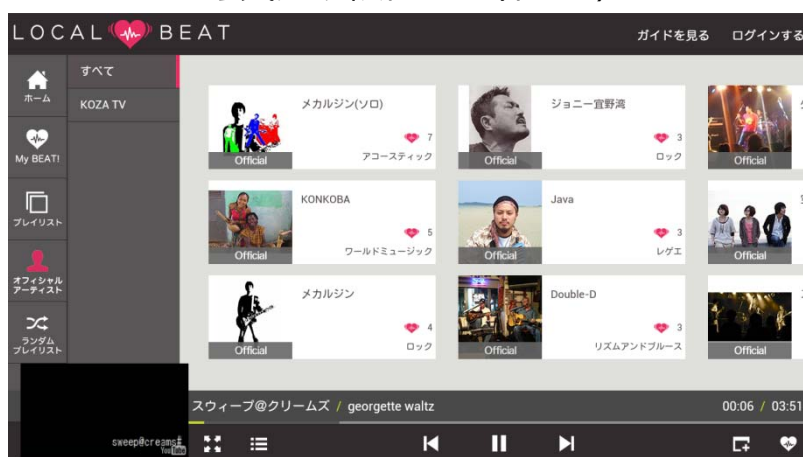 LOCAL BEAT
ガイドを見る
ログインする
ホーム
My BEAT!
プレイリスト
オフィシャル
アーティスト
ランダム
プレイリスト
すべて
KOZA TV
メカルジン(ソロ)
7
アコースティック
Official
ジョニー宜野湾
3
ロック
Official
Official
KONKOBA
5
ワールドミュージック
Official
Java
3
レゲエ
Official
Official
メカルジン
4
ロック
Official
Double-D
3
リズムアンドブルース
Official
Official
スウィープ@クリームズ / georgette waltz
00:06 / 03:51
sweep@creams
YouTube